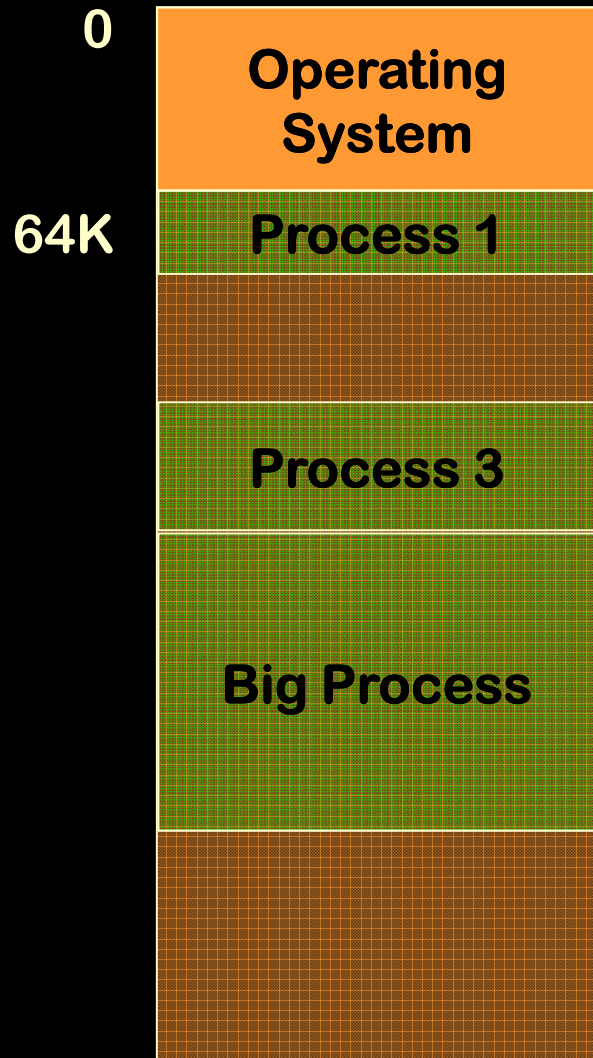 0
Operating
System
64K
Process 1
Process 3
Big Process